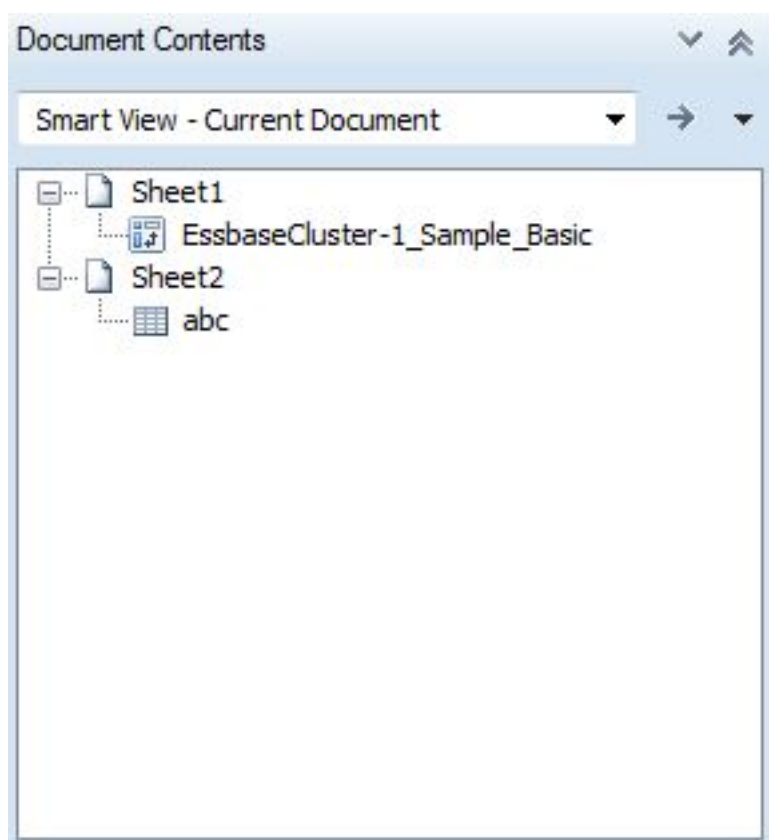 Document Contents
Smart View - Current Document
Sheet1
EssbaseCluster-1_Sample_Basic
Sheet2
abc